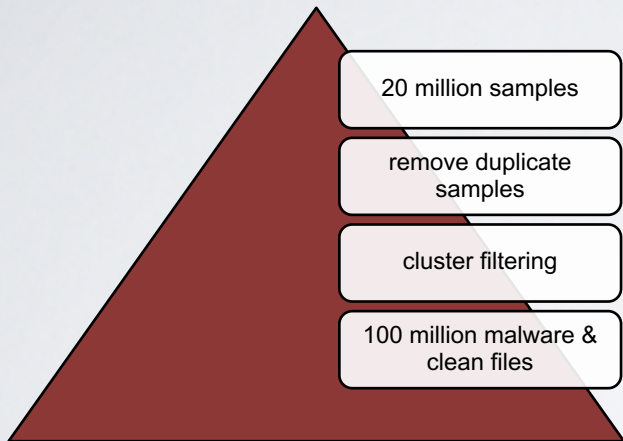 20 million samples
remove duplicate
samples
cluster filtering
100 million malware &
clean files